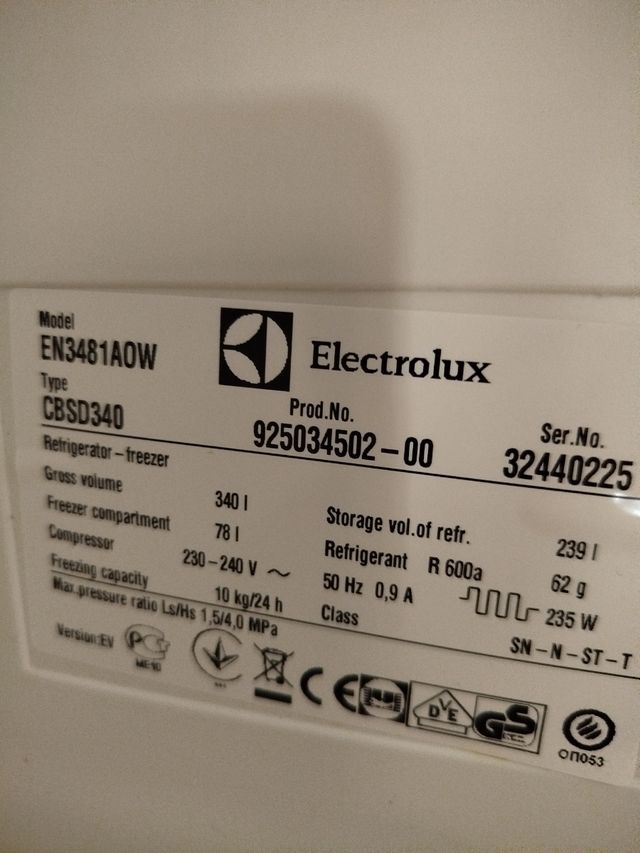 Model
EN3481AOW
Electrolux
Type
CBSD340
Prod.No.
925034502-00
Ser.No.
32440225
Refrigerator-freezer
Gross volume 340 l
Storage vol.of refr. 239 l
Freezer compartment 78 l
Refrigerant R 600a 62 g
Compressor 230-240 V ~
50 Hz 0,9 A 235 W
Freezing capacity 10 kg/24 h
Class SN-N-ST-T
Max.pressure ratio Ls/Hs 1,5/4,0 MPa
Version:EV
ME10
CE
DVE
GS
ОП053